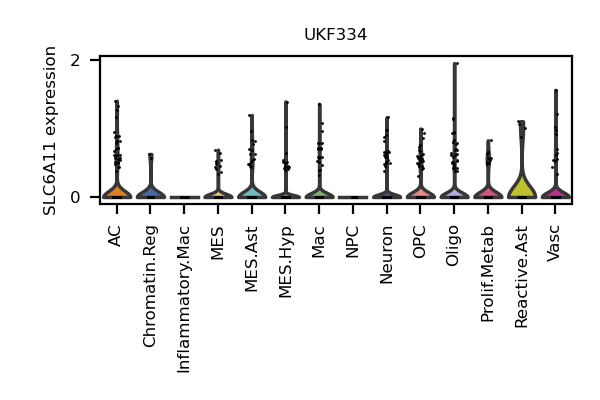 UKF334
SLC6A11 expression
2
0
AC
Chromatin.Reg
Inflammatory.Mac
MES
MES.Ast
MES.Hyp
Mac
NPC
Neuron
OPC
Oligo
Prolif.Metab
Reactive.Ast
Vasc